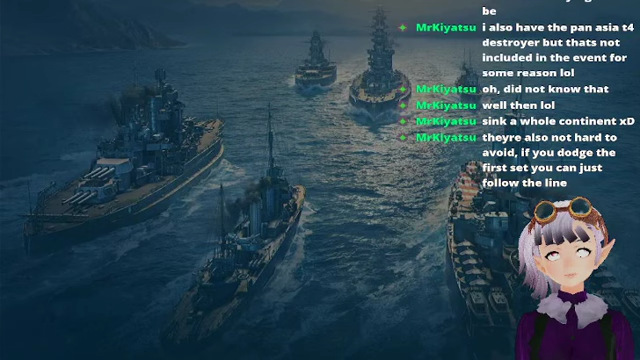 be
MrKiyatsu i also have the pan asia t4
destroyer but thats not
included in the event for
some reason lol
MrKiyatsu oh, did not know that
MrKiyatsu well then lol
MrKiyatsu sink a whole continent xD
MrKiyatsu theyre also not hard to
avoid, if you dodge the
first set you can just
follow the line